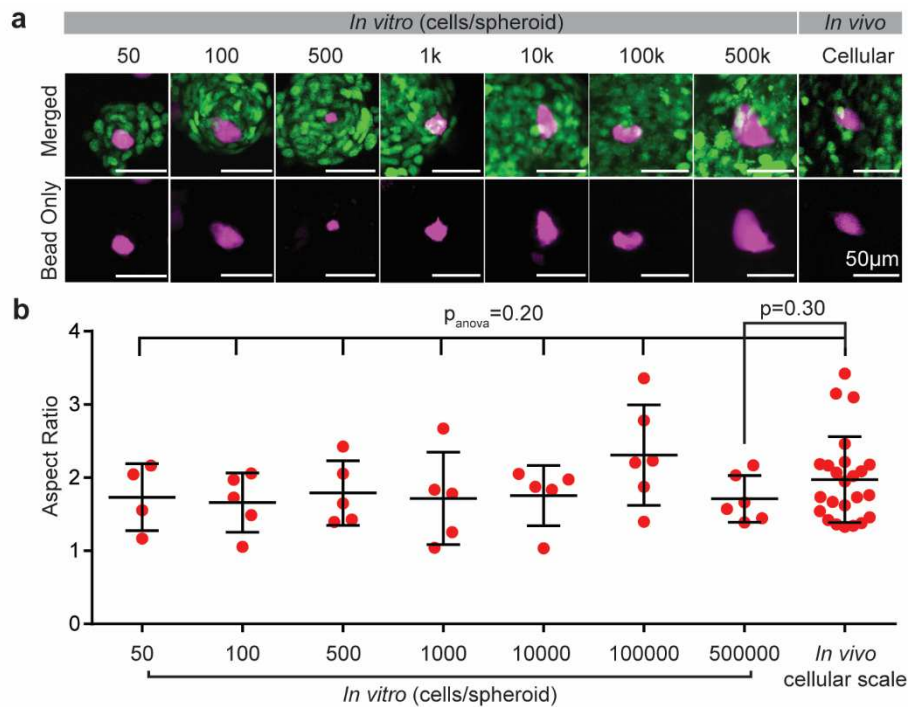 a
In vitro (cells/spheroid) In vivo
50 100 500 1k 10k 100k 500k Cellular
Merged
Bead Only
50μm
b
4
3
2
1
0
Aspect Ratio
panova=0.20
p=0.30
50 100 500 1000 10000 100000 500000 In vivo
cellular scale
In vitro (cells/spheroid)